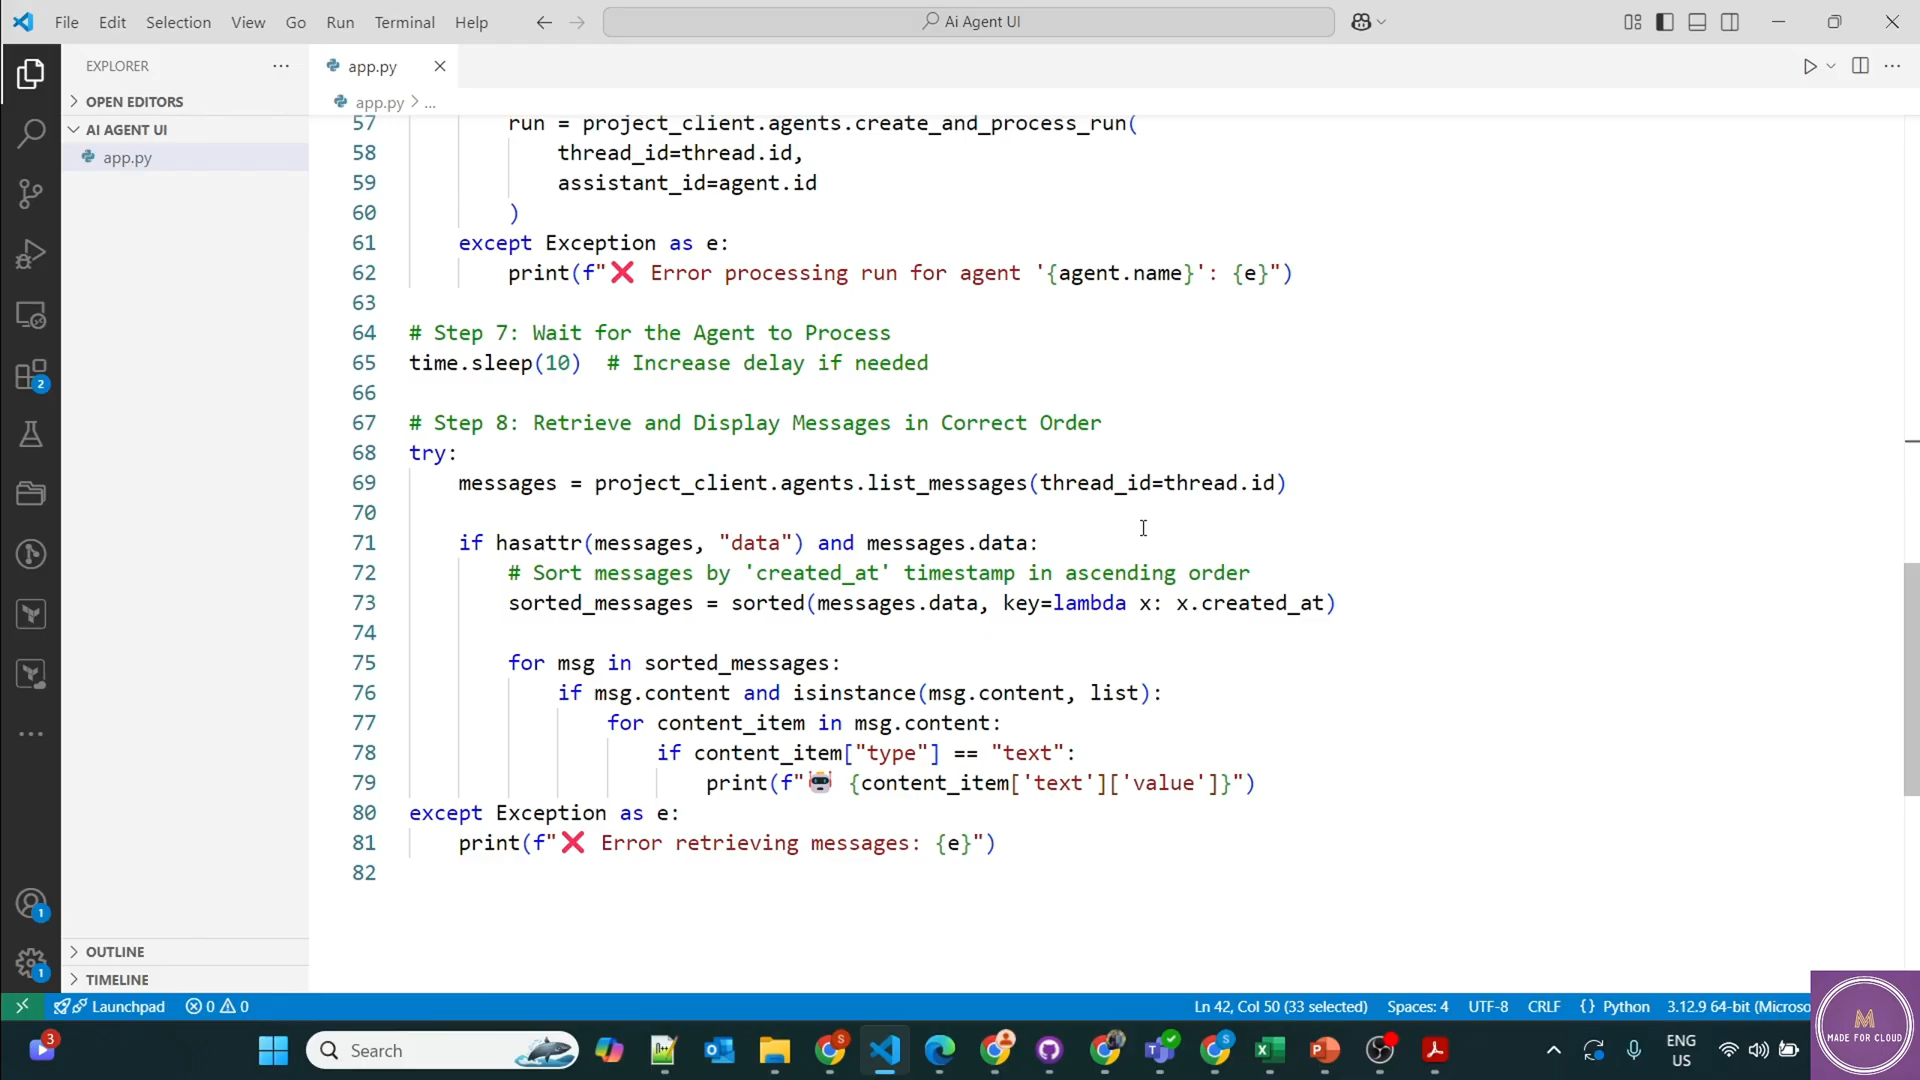 File Edit Selection View Go Run Terminal Help
Ai Agent UI
EXPLORER
app.py
OPEN EDITORS
app.py > ...
AI AGENT UI
app.py
57 run = project_client.agents.create_and_process_run(
58 thread_id=thread.id,
59 assistant_id=agent.id
60 )
61 except Exception as e:
62 print(f"❌ Error processing run for agent '{agent.name}': {e}")
63
64 # Step 7: Wait for the Agent to Process
65 time.sleep(10)  # Increase delay if needed
66
67 # Step 8: Retrieve and Display Messages in Correct Order
68 try:
69 messages = project_client.agents.list_messages(thread_id=thread.id)
70
71 if hasattr(messages, "data") and messages.data:
72 # Sort messages by 'created_at' timestamp in ascending order
73 sorted_messages = sorted(messages.data, key=lambda x: x.created_at)
74
75 for msg in sorted_messages:
76 if msg.content and isinstance(msg.content, list):
77 for content_item in msg.content:
78 if content_item["type"] == "text":
79 print(f"🤖 {content_item['text']['value']}")
80 except Exception as e:
81 print(f"❌ Error retrieving messages: {e}")
82
2
1
1
OUTLINE
TIMELINE
Launchpad 0 0 Ln 42, Col 50 (33 selected) Spaces: 4 UTF-8 CRLF {} Python 3.12.9 64-bit (Microso
3
Search
ENG
US
M
MADE FOR CLOUD